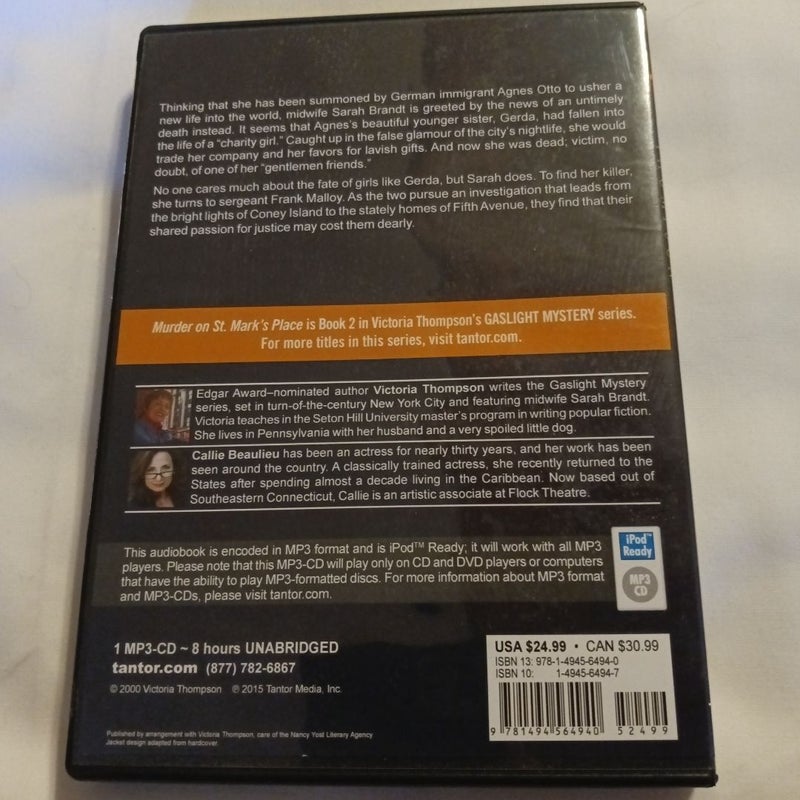 Thinking that she has been summoned by German immigrant Agnes Otto to usher a
new life into the world, midwife Sarah Brandt is greeted by the news of an untimely
death instead. It seems that Agnes's beautiful younger sister, Gerda, had fallen into
the life of a "charity girl." Caught up in the false glamour of the city's nightlife, she would
trade her company and her favors for lavish gifts. And now she was dead; victim, no
doubt, of one of her "gentlemen friends."
No one cares much about the fate of girls like Gerda, but Sarah does. To find her killer,
she turns to sergeant Frank Malloy. As the two pursue an investigation that leads from
the bright lights of Coney Island to the stately homes of Fifth Avenue, they find that their
shared passion for justice may cost them dearly.
Murder on St. Mark's Place is Book 2 in Victoria Thompson's GASLIGHT MYSTERY series.
For more titles in this series, visit tantor.com.
Edgar Award–nominated author Victoria Thompson writes the Gaslight Mystery
series, set in turn-of-the-century New York City and featuring midwife Sarah Brandt.
Victoria teaches in the Seton Hill University master's program in writing popular fiction.
She lives in Pennsylvania with her husband and a very spoiled little dog.
Callie Beaulieu has been an actress for nearly thirty years, and her work has been
seen around the country. A classically trained actress, she recently returned to the
States after spending almost a decade living in the Caribbean. Now based out of
Southeastern Connecticut, Callie is an artistic associate at Flock Theatre.
This audiobook is encoded in MP3 format and is iPod™ Ready; it will work with all MP3
players. Please note that this MP3-CD will play only on CD and DVD players or computers
that have the ability to play MP3-formatted discs. For more information about MP3 format
and MP3-CDs, please visit tantor.com.
iPod™
Ready
MP3
CD
1 MP3-CD ~ 8 hours UNABRIDGED
tantor.com (877) 782-6867
© 2000 Victoria Thompson ℗ 2015 Tantor Media, Inc.
Published by arrangement with Victoria Thompson, care of the Nancy Yost Literary Agency
Jacket design adapted from hardcover.
USA $24.99 • CAN $30.99
ISBN 13: 978-1-4945-6494-0
ISBN 10: 1-4945-6494-7
9 781494 564940
52499